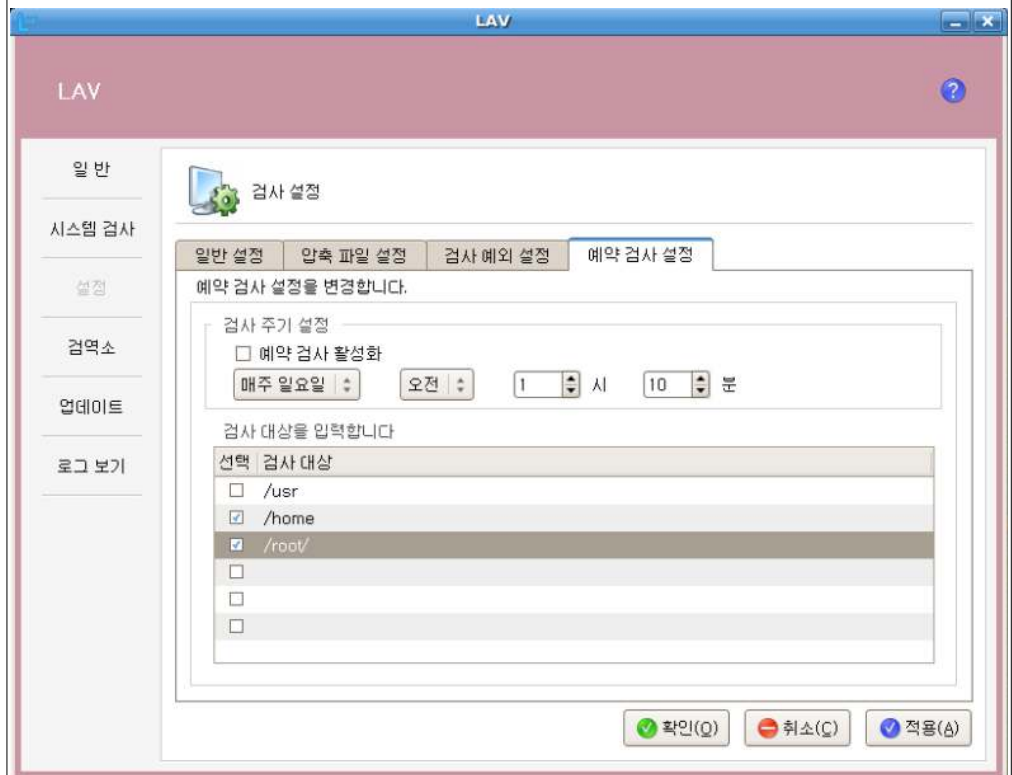 LAV
LAV
?
일 반
시스템 검사
설정
검역소
업데이트
로그 보기
검사 설정
일반 설정 압축 파일 설정 검사 예외 설정 예약 검사 설정
예약 검사 설정을 변경합니다.
검사 주기 설정
예약 검사 활성화
매주 일요일 오전 1 시 10 분
검사 대상을 입력합니다
선택 검사 대상
/usr
/home
/root/
확인(O) 취소(C) 적용(A)